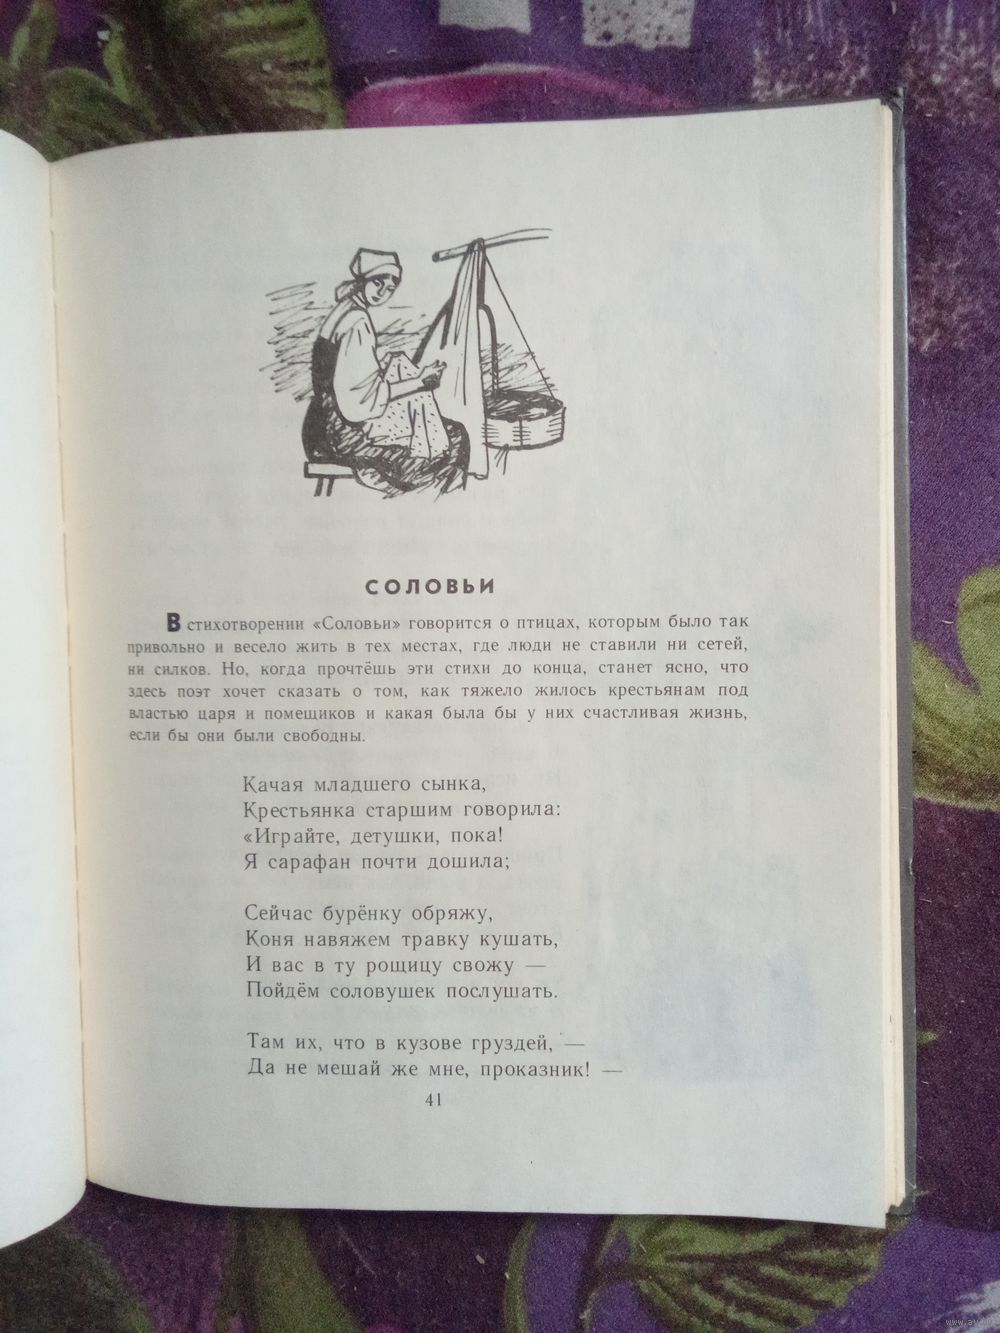 СОЛОВЬИ
В стихотворении «Соловьи» говорится о птицах, которым было так
привольно и весело жить в тех местах, где люди не ставили ни сетей,
ни силков. Но, когда прочтёшь эти стихи до конца, станет ясно, что
здесь поэт хочет сказать о том, как тяжело жилось крестьянам под
властью царя и помещиков и какая была бы у них счастливая жизнь,
если бы они были свободны.
Качая младшего сынка,
Крестьянка старшим говорила:
«Играйте, детушки, пока!
Я сарафан почти дошила;
Сейчас бурёнку обряжу,
Коня навяжем травку кушать,
И вас в ту рощицу свожу —
Пойдём соловушек послушать.
Там их, что в кузове груздей, —
Да не мешай же мне, проказник! —
41